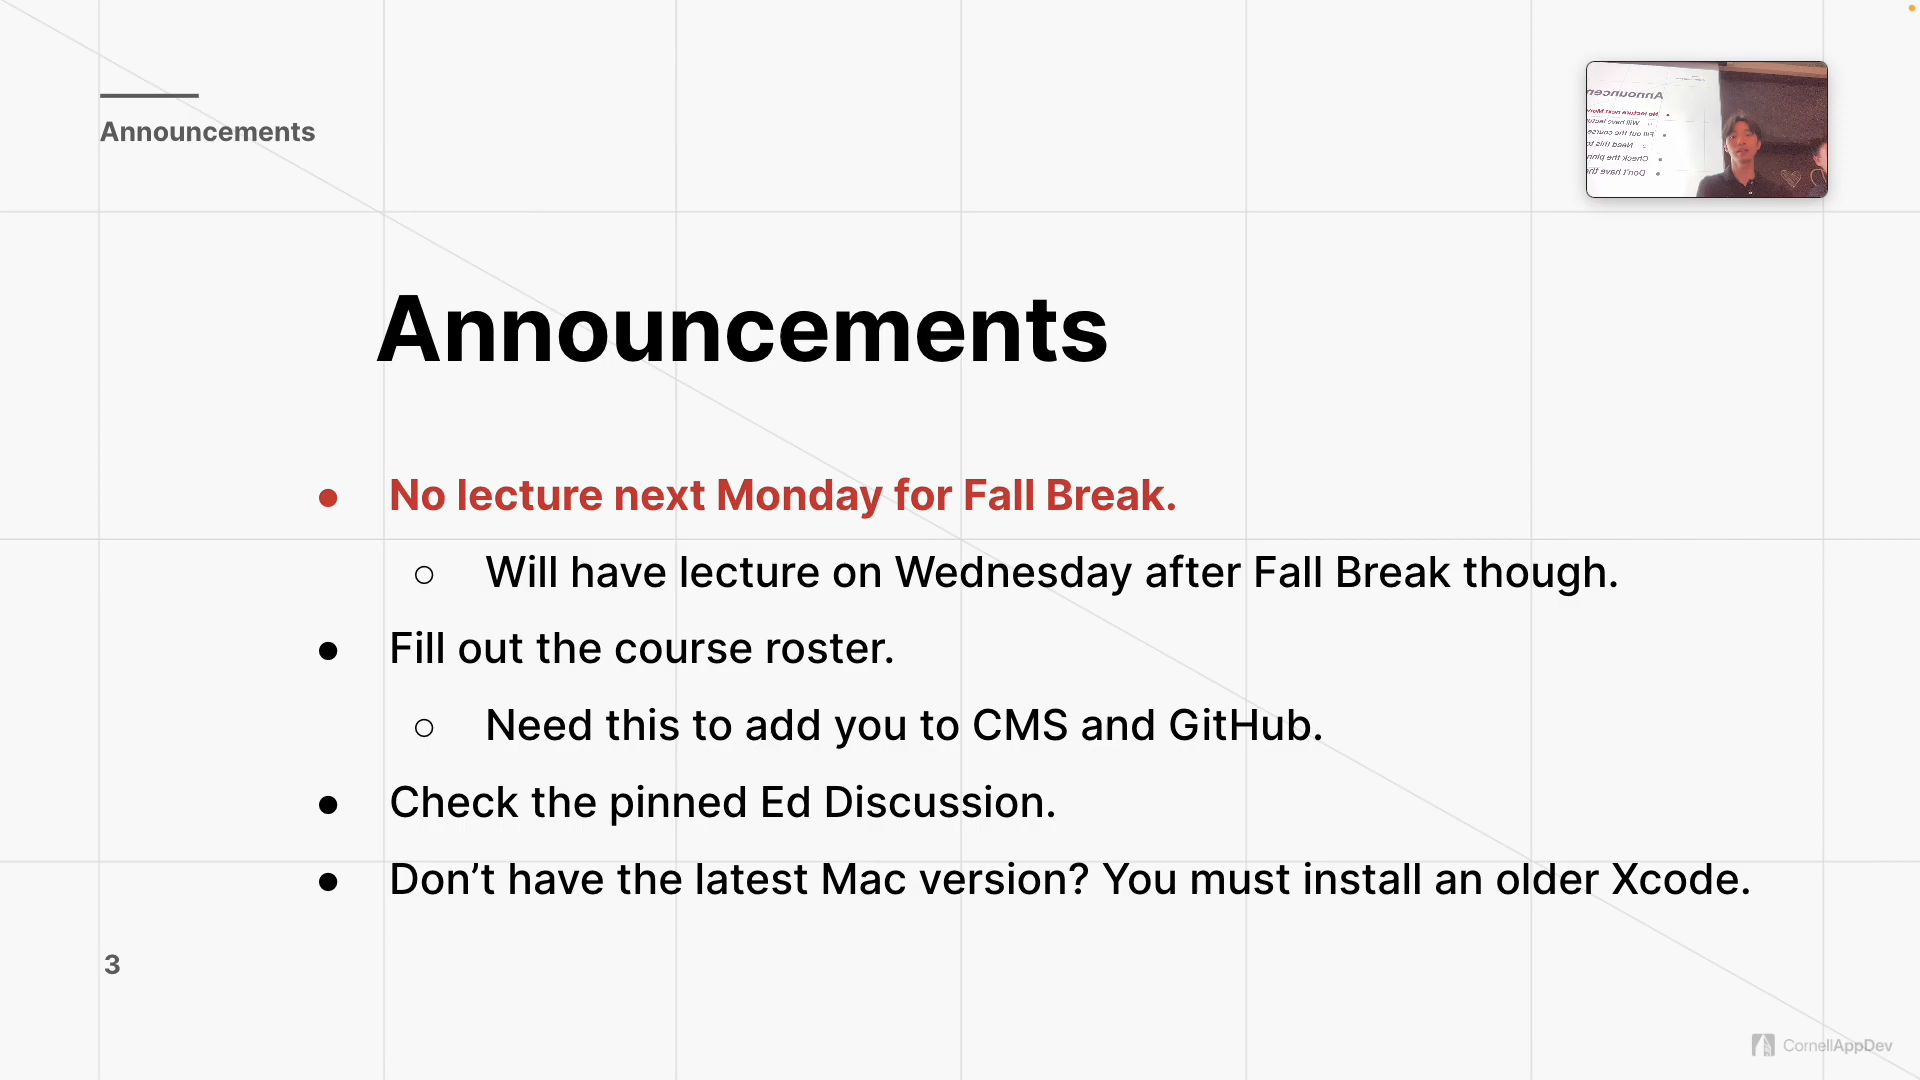 Announcements
Announcements
● No lecture next Monday for Fall Break.
○ Will have lecture on Wednesday after Fall Break though.
● Fill out the course roster.
○ Need this to add you to CMS and GitHub.
● Check the pinned Ed Discussion.
● Don’t have the latest Mac version? You must install an older Xcode.
3
CornellAppDev